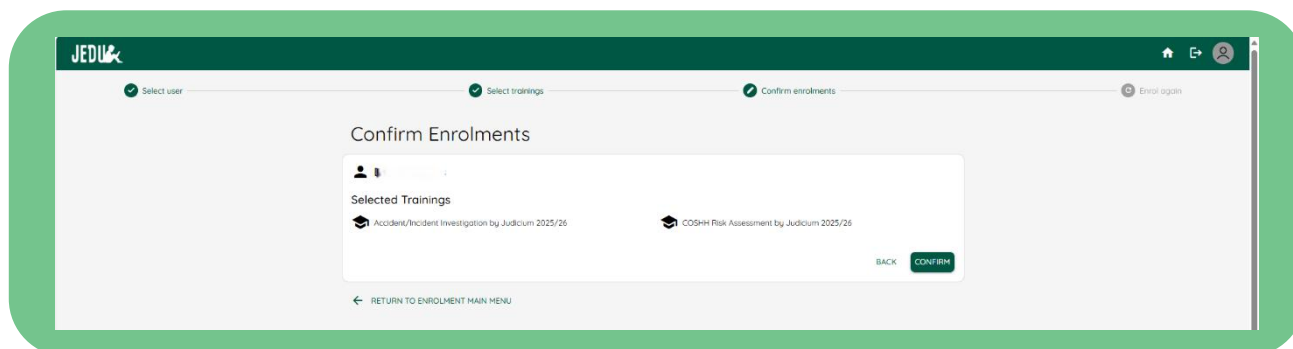 JEDU
Select user
Select trainings
Confirm enrolments
Enrol again
Confirm Enrolments
Selected Trainings
Accident/Incident Investigation by Judicium 2025/26
COSHH Risk Assessment by Judicium 2025/26
BACK
CONFIRM
RETURN TO ENROLMENT MAIN MENU